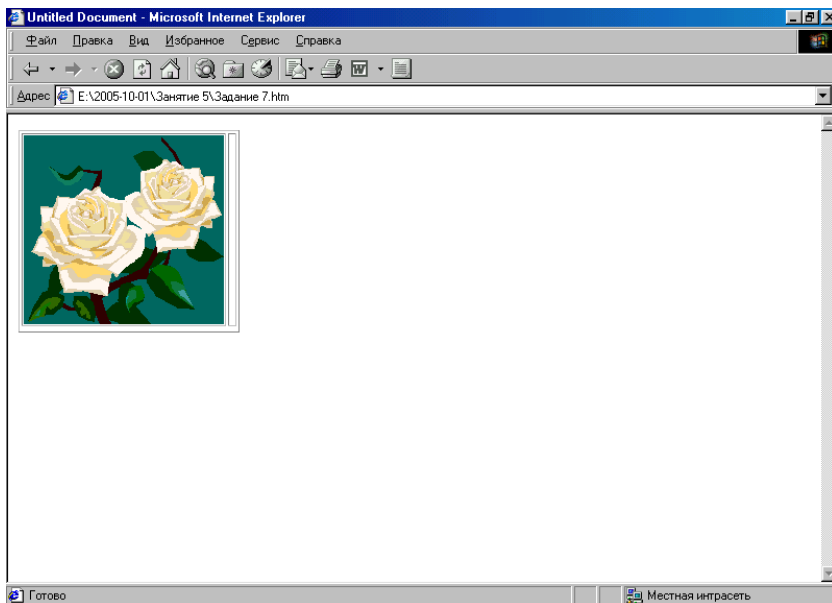 Untitled Document - Microsoft Internet Explorer
Файл Правка Вид Избранное Сервис Справка
Адрес E:\2005-10-01\Занятие 5\Задание 7.htm
Готово Местная интрасеть